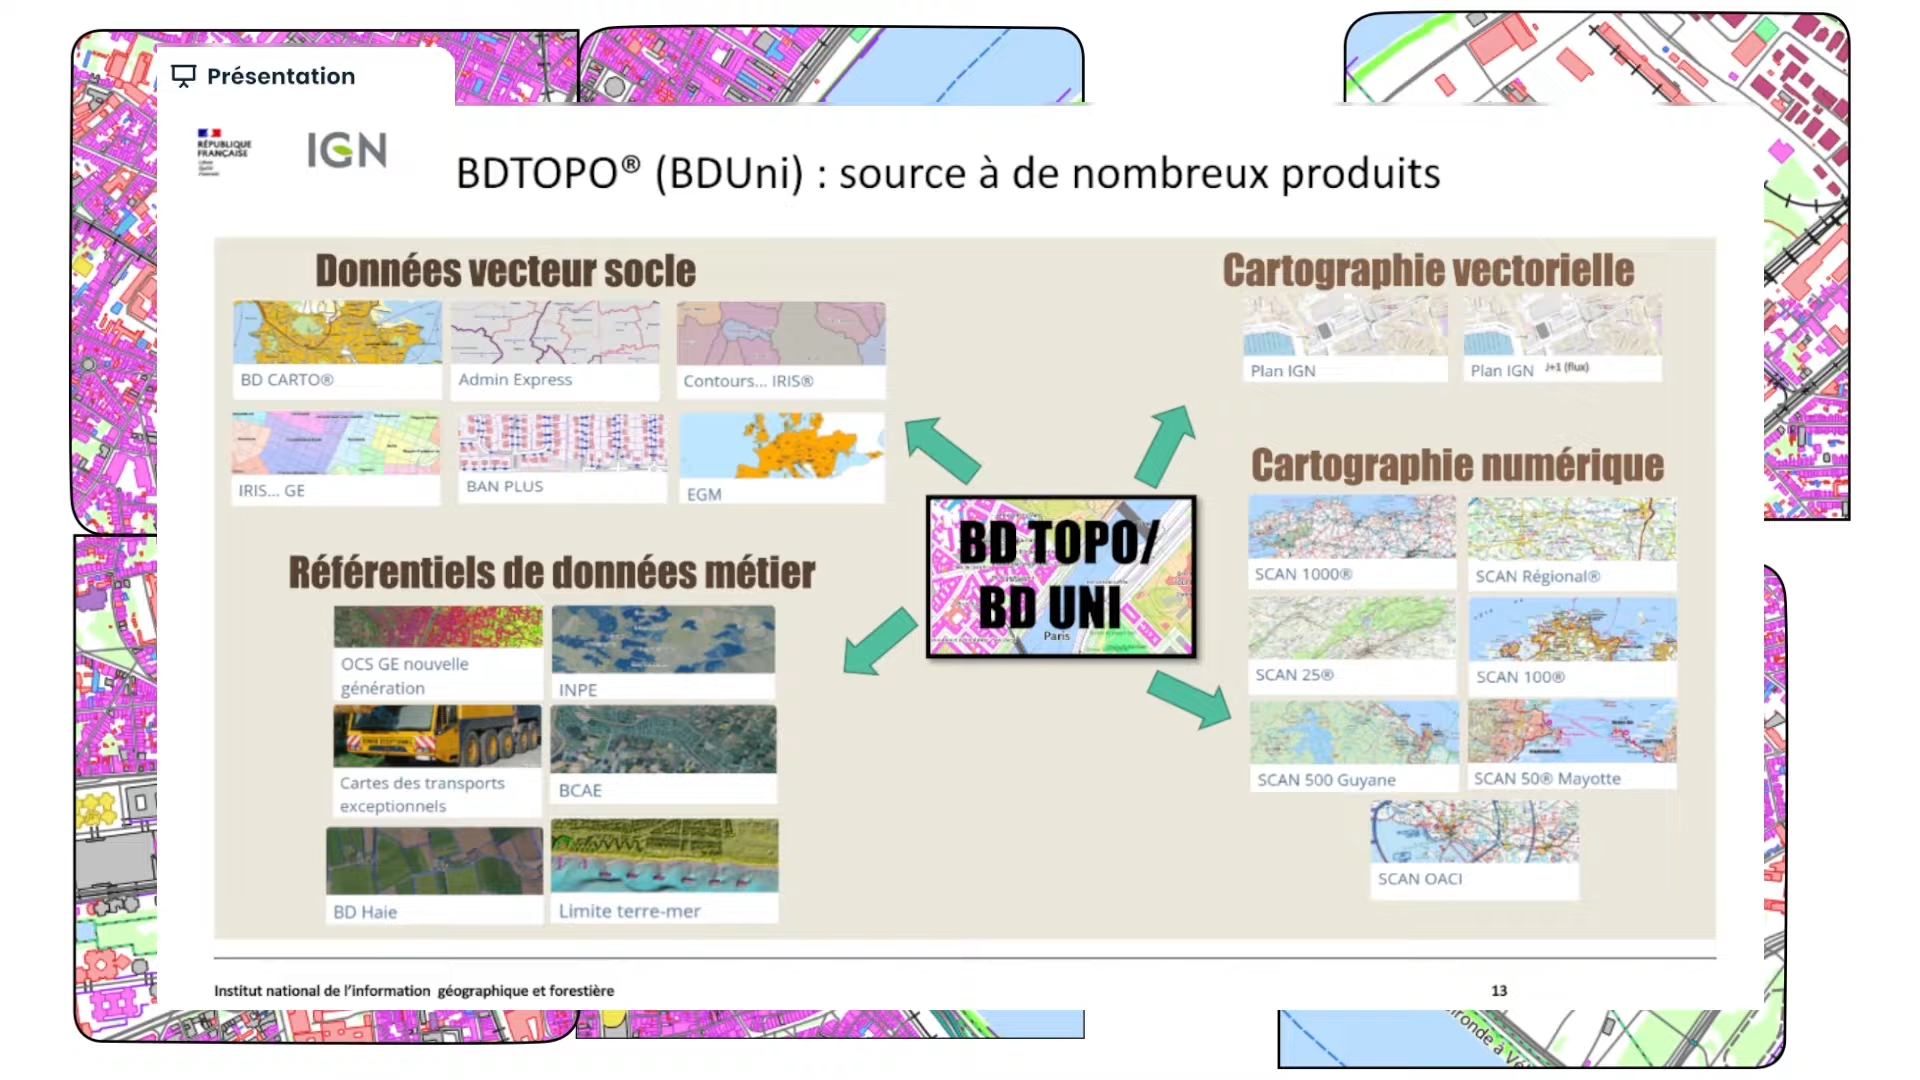 Présentation
RÉPUBLIQUE
FRANÇAISE
IGN
BDTOPO® (BDUni) : source à de nombreux produits
Données vecteur socle
BD CARTO®
Admin Express
Contours... IRIS®
IRIS... GE
BAN PLUS
EGM
Référentiels de données métier
OCS GE nouvelle
génération
INPE
Cartes des transports
exceptionnels
BCAE
BD Haie
Limite terre-mer
BD TOPO/
BD UNI
Paris
Cartographie vectorielle
Plan IGN
Plan IGN J+1 (flux)
Cartographie numérique
SCAN 1000®
SCAN Régional®
SCAN 25®
SCAN 100®
SCAN 500 Guyane
SCAN 50® Mayotte
SCAN OACI
Institut national de l'information géographique et forestière
13